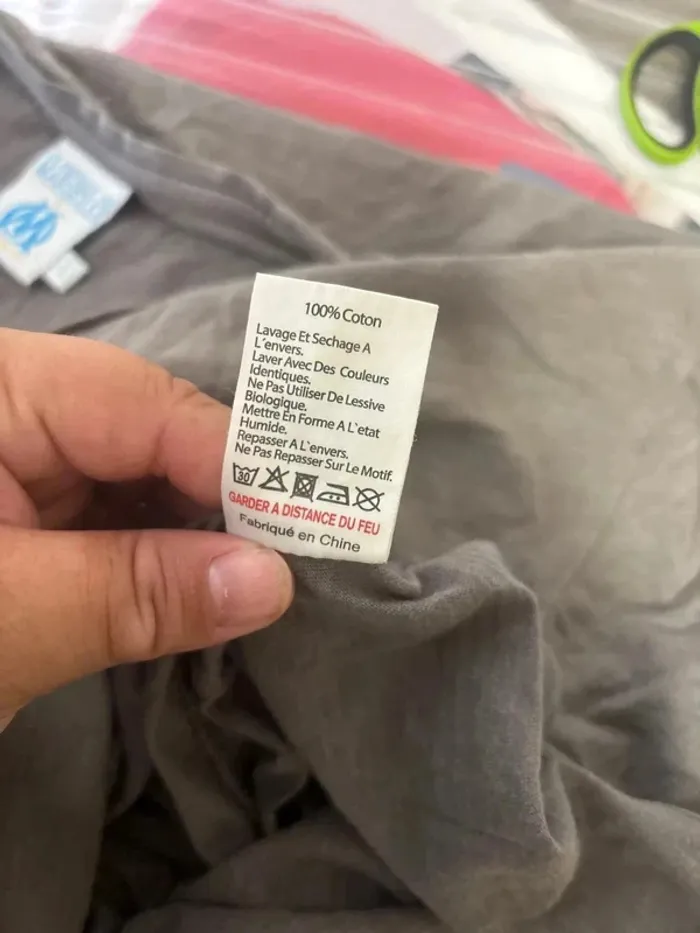 100% Coton
Lavage Et Sechage A
L´envers.
Laver Avec Des Couleurs
Identiques.
Ne Pas Utiliser De Lessive
Biologique.
Mettre En Forme A L`etat
Humide.
Repasser A L`envers.
Ne Pas Repasser Sur Le Motif.
30
GARDER A DISTANCE DU FEU
Fabriqué en Chine